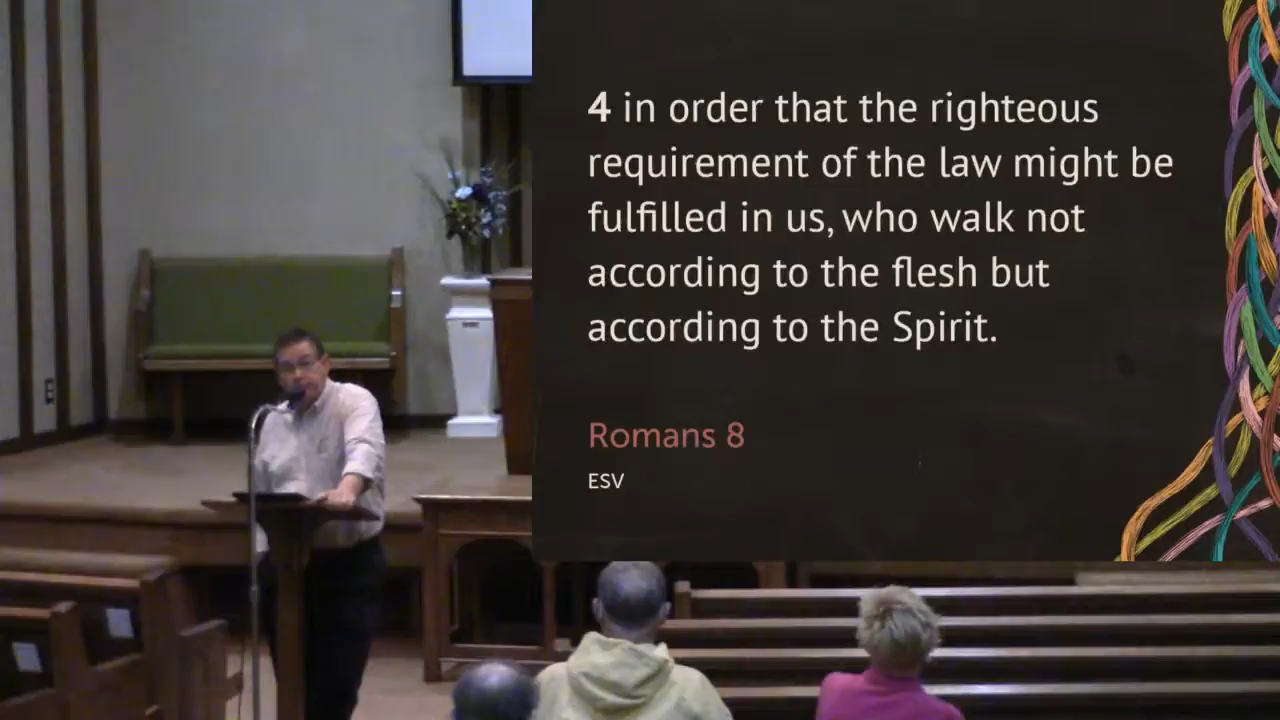 4 in order that the righteous
requirement of the law might be
fulfilled in us, who walk not
according to the flesh but
according to the Spirit.
Romans 8
ESV